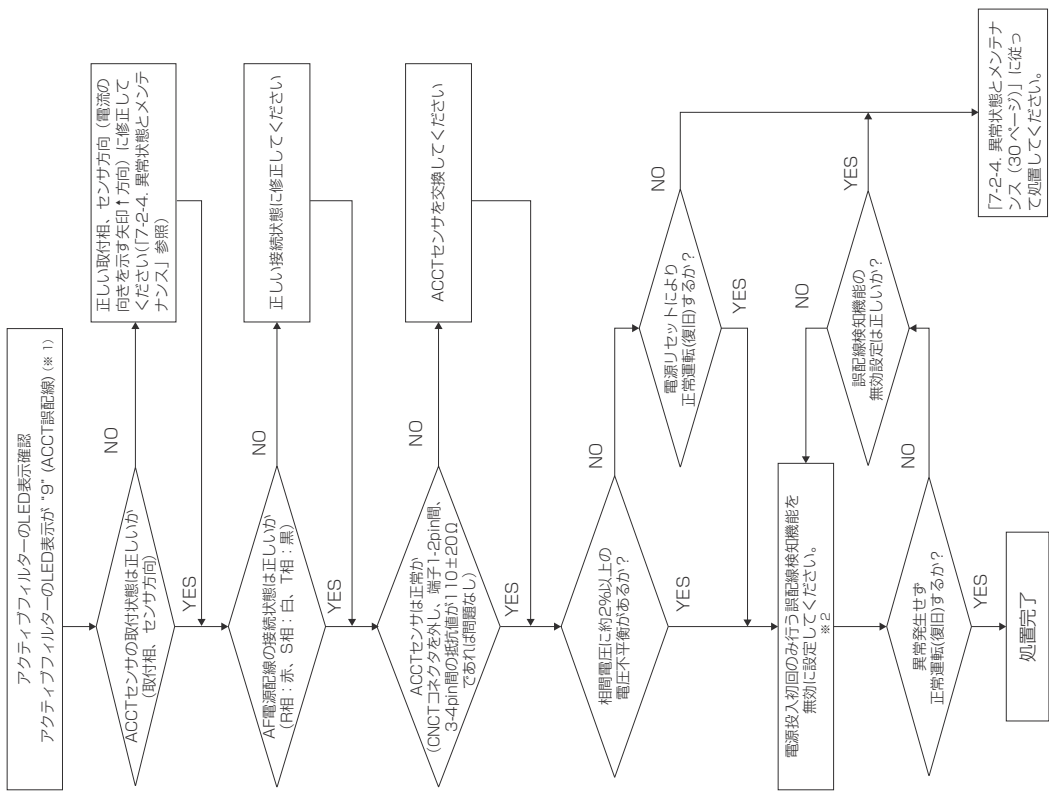 アクティブフィルターのLED表示確認
アクティブフィルターのLED表示が“9”(ACCT誤配線)(※1)
ACCTセンサの取付状態は正しいか
(取付相、センサ方向)
NO
正しい取付相、センサ方向(電流の
向きを示す矢印↑方向)に修正して
ください(「7-2-4. 異常状態とメンテ
ナンス」参照)
YES
AF電源配線の接続状態は正しいか
(R相:赤、S相:白、T相:黒)
NO
正しい接続状態に修正してください
YES
ACCTセンサは正常か
(CNCTコネクタを外し、端子1-2pin間、
3-4pin間の抵抗値が110±20Ω
であれば問題なし)
NO
ACCTセンサを交換してください
YES
相間電圧に約2%以上の
電圧不平衡があるか?
NO
電源リセットにより
正常運転(復旧)するか?
NO
YES
YES
電源投入初回のみ行う誤配線検知機能を
無効に設定してください。
※2
NO
誤配線検知機能の
無効設定は正しいか?
YES
「7-2-4. 異常状態とメンテナ
ンス(30 ページ)」に従っ
て処置してください。
異常発生せず
正常運転(復旧)するか?
NO
YES
処置完了